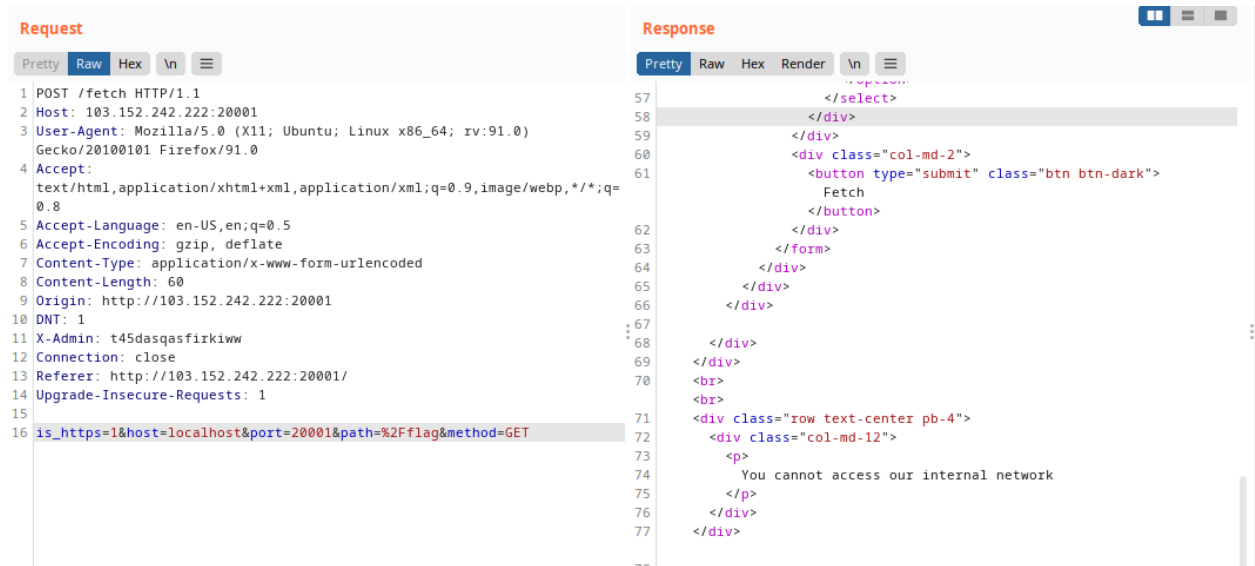 Request
Pretty Raw Hex \n
1 POST /fetch HTTP/1.1
2 Host: 103.152.242.222:20001
3 User-Agent: Mozilla/5.0 (X11; Ubuntu; Linux x86_64; rv:91.0)
Gecko/20100101 Firefox/91.0
4 Accept:
text/html,application/xhtml+xml,application/xml;q=0.9,image/webp,*/*;q=
0.8
5 Accept-Language: en-US,en;q=0.5
6 Accept-Encoding: gzip, deflate
7 Content-Type: application/x-www-form-urlencoded
8 Content-Length: 60
9 Origin: http://103.152.242.222:20001
10 DNT: 1
11 X-Admin: t45dasqasfirkiww
12 Connection: close
13 Referer: http://103.152.242.222:20001/
14 Upgrade-Insecure-Requests: 1
15
16 is_https=1&host=localhost&port=20001&path=%2Fflag&method=GET
Response
Pretty Raw Hex Render \n
57 </select>
58 </div>
59 </div>
60 <div class="col-md-2">
61 <button type="submit" class="btn btn-dark">
Fetch
</button>
62 </div>
63 </form>
64 </div>
65 </div>
66 </div>
67
68 </div>
69 </div>
70 <br>
<br>
71 <div class="row text-center pb-4">
72 <div class="col-md-12">
73 <p>
74 You cannot access our internal network
75 </p>
76 </div>
77 </div>